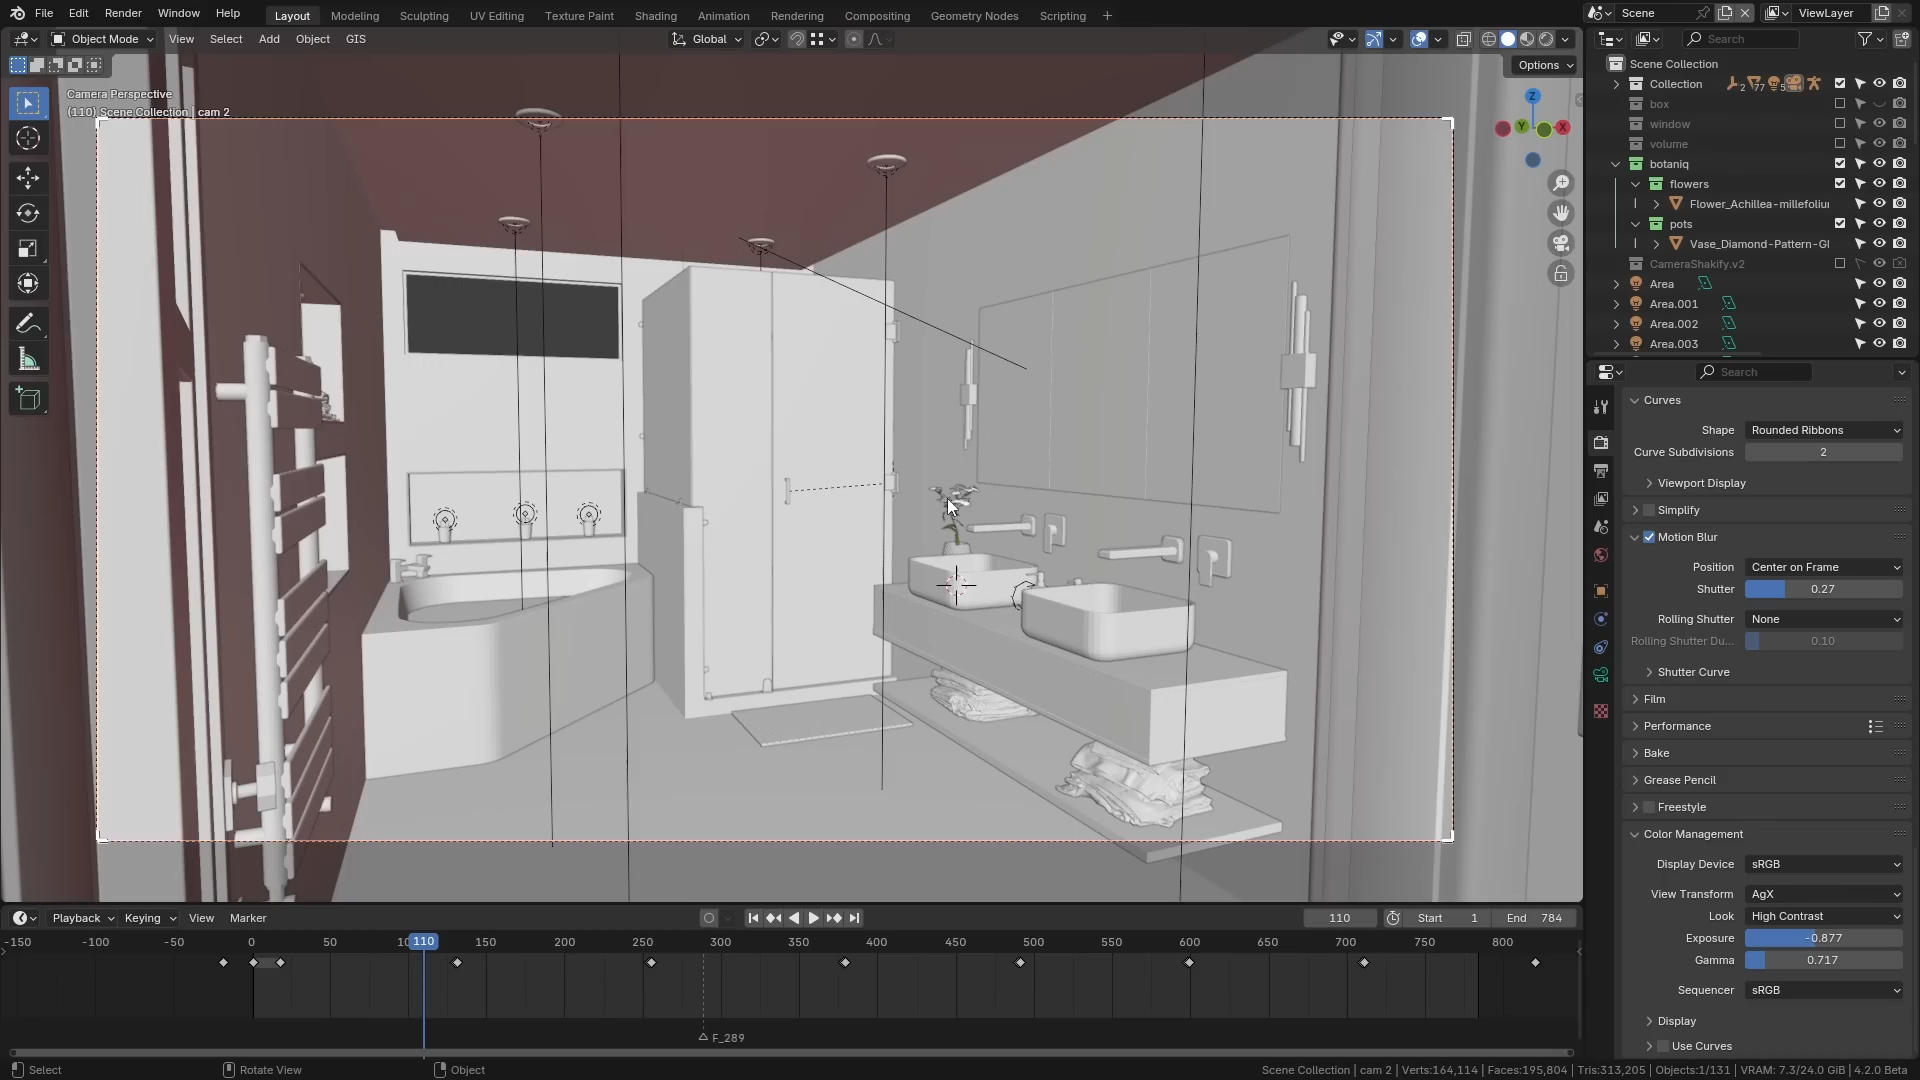 File Edit Render Window Help
Layout Modeling Sculpting UV Editing Texture Paint Shading Animation Rendering Compositing Geometry Nodes Scripting +
Scene
ViewLayer
Object Mode View Select Add Object GIS
Global
Options
Search
Camera Perspective
(110) Scene Collection | cam 2
Z
Y
X
Scene Collection
Collection 2 77 5
box
window
volume
botaniq
flowers
Flower_Achillea-millefoliu
pots
Vase_Diamond-Pattern-Gl
CameraShakify.v2
Area
Area.001
Area.002
Area.003
Search
Curves
Shape Rounded Ribbons
Curve Subdivisions 2
Viewport Display
Simplify
Motion Blur
Position Center on Frame
Shutter 0.27
Rolling Shutter None
Rolling Shutter Du... 0.10
Shutter Curve
Film
Performance
Bake
Grease Pencil
Freestyle
Color Management
Display Device sRGB
View Transform AgX
Look High Contrast
Exposure -0.877
Gamma 0.717
Sequencer sRGB
Display
Use Curves
Playback Keying View Marker
110 Start 1 End 784
-150 -100 -50 0 50 10 110 150 200 250 300 350 400 450 500 550 600 650 700 750 800
F_289
Select Rotate View Object
Scene Collection | cam 2 | Verts:164,114 | Faces:195,804 | Tris:313,205 | Objects:1/131 | VRAM: 7.3/24.0 GiB | 4.2.0 Beta